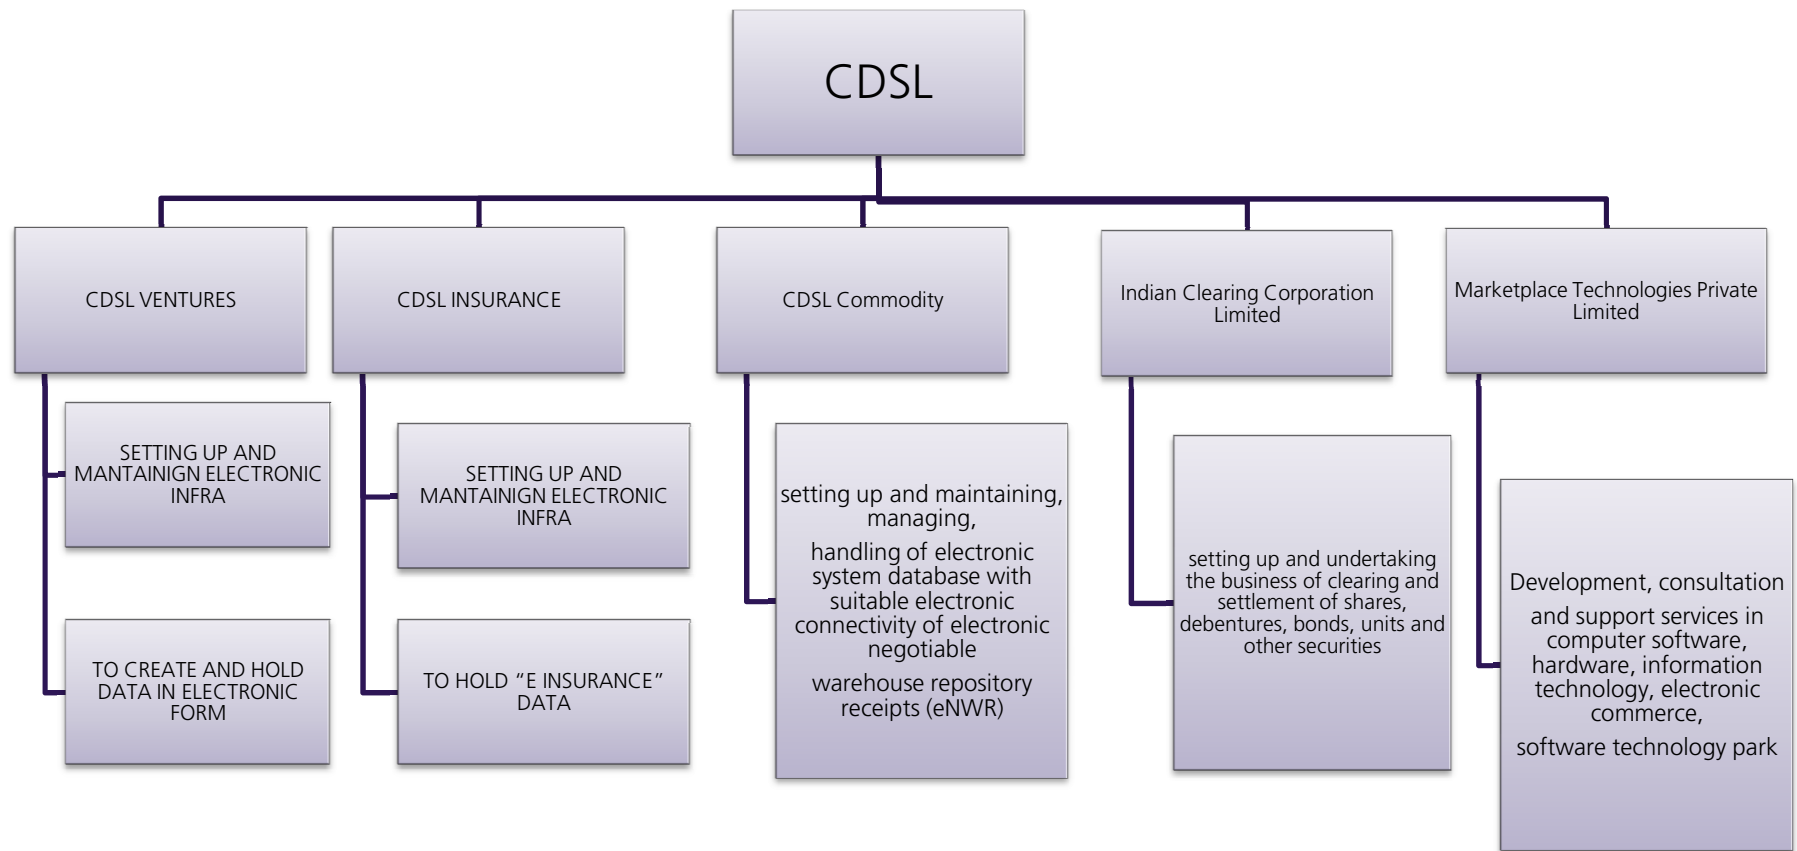 CDSL
CDSL VENTURES
SETTING UP AND
MANTAINIGN ELECTRONIC
INFRA
TO CREATE AND HOLD
DATA IN ELECTRONIC
FORM
CDSL INSURANCE
SETTING UP AND
MANTAINIGN ELECTRONIC
INFRA
TO HOLD “E INSURANCE”
DATA
CDSL Commodity
setting up and maintaining,
managing,
handling of electronic
system database with
suitable electronic
connectivity of electronic
negotiable
warehouse repository
receipts (eNWR)
Indian Clearing Corporation
Limited
setting up and undertaking
the business of clearing and
settlement of shares,
debentures, bonds, units and
other securities
Marketplace Technologies Private
Limited
Development, consultation
and support services in
computer software,
hardware, information
technology, electronic
commerce,
software technology park